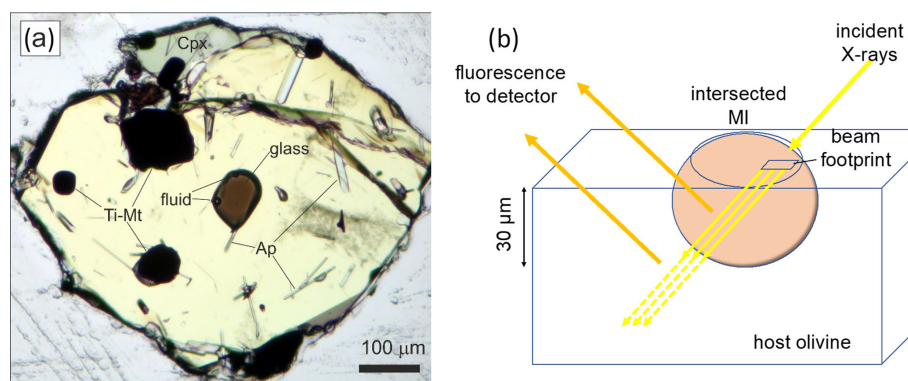 (a)
Cpx
glass
fluid
Ti-Mt
Ap
100 µm
(b)
incident
X-rays
fluorescence
to detector
intersected
MI
beam
footprint
30 µm
host olivine